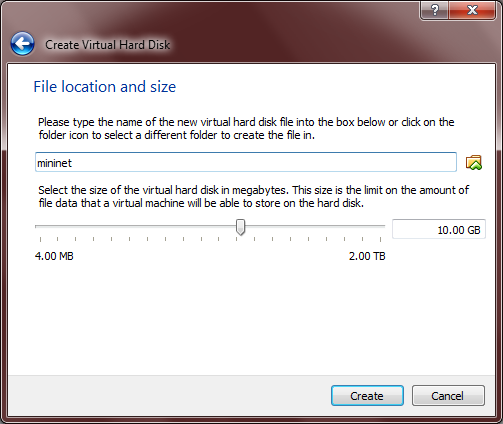 ?
Create Virtual Hard Disk
File location and size
Please type the name of the new virtual hard disk file into the box below or click on the
folder icon to select a different folder to create the file in.
mininet
Select the size of the virtual hard disk in megabytes. This size is the limit on the amount of
file data that a virtual machine will be able to store on the hard disk.
10.00 GB
4.00 MB 2.00 TB
Create Cancel